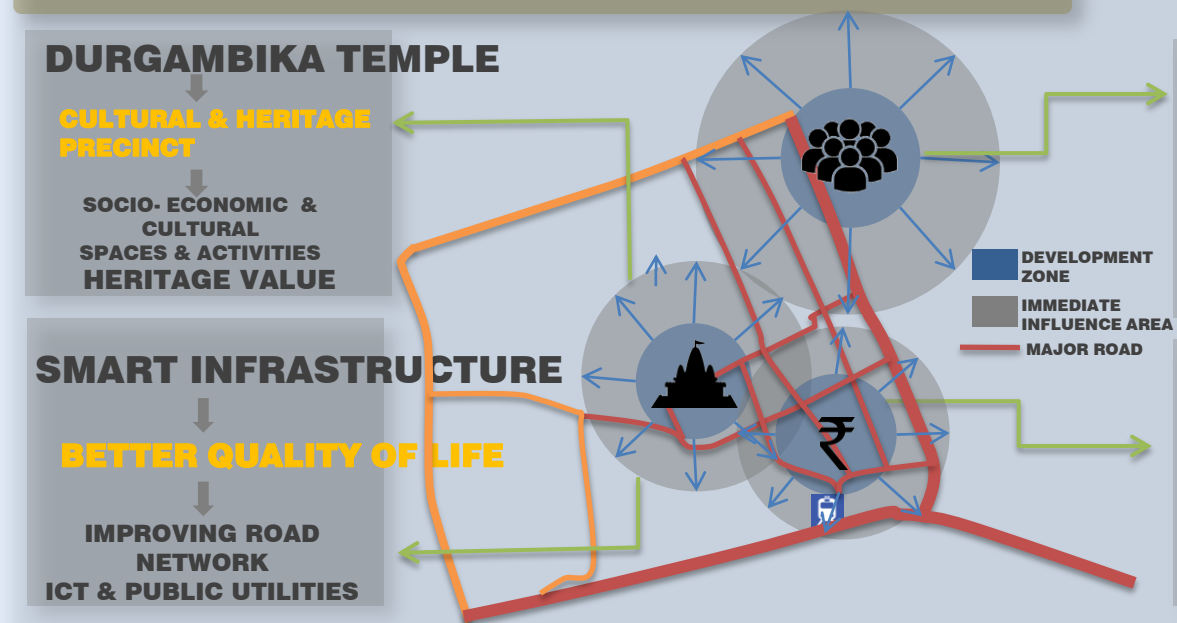 DURGAMBIKA TEMPLE
CULTURAL & HERITAGE
PRECINCT
SOCIO- ECONOMIC &
CULTURAL
SPACES & ACTIVITIES
HERITAGE VALUE
SMART INFRASTRUCTURE
BETTER QUALITY OF LIFE
IMPROVING ROAD
NETWORK
ICT & PUBLIC UTILITIES
₹
DEVELOPMENT
ZONE
IMMEDIATE
INFLUENCE AREA
MAJOR ROAD